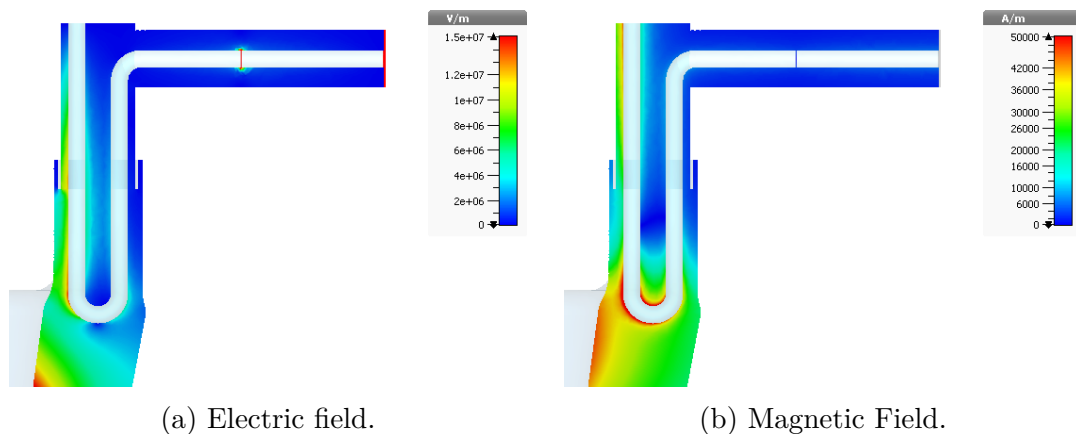 V/m
1.5e+07
1.2e+07
1e+07
8e+06
6e+06
4e+06
2e+06
0
A/m
50000
42000
36000
30000
26000
20000
14000
10000
6000
0
(a) Electric field.
(b) Magnetic Field.